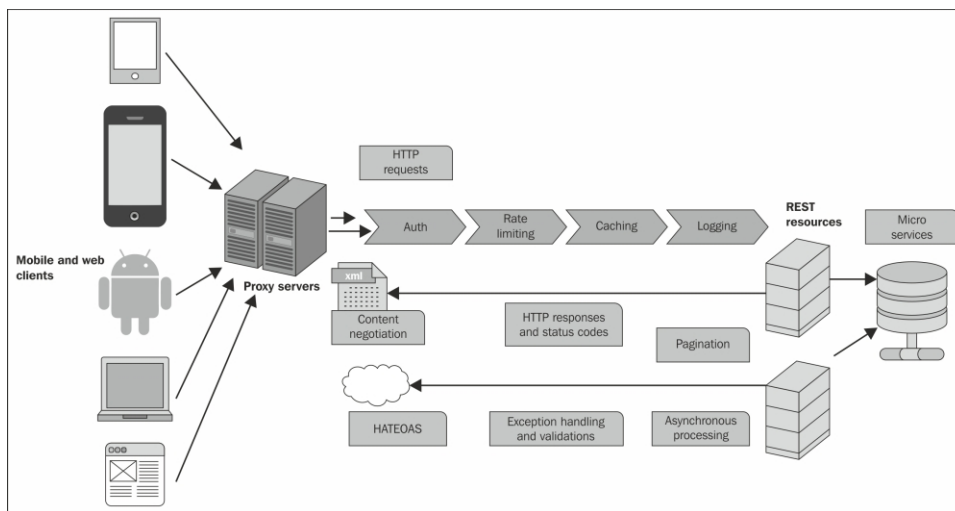 HTTP
requests
REST
resources
Auth
Rate
limiting
Caching
Logging
Micro
services
Mobile and web
clients
Proxy servers
xml
Content
negotiation
HTTP responses
and status codes
Pagination
HATEOAS
Exception handling
and validations
Asynchronous
processing